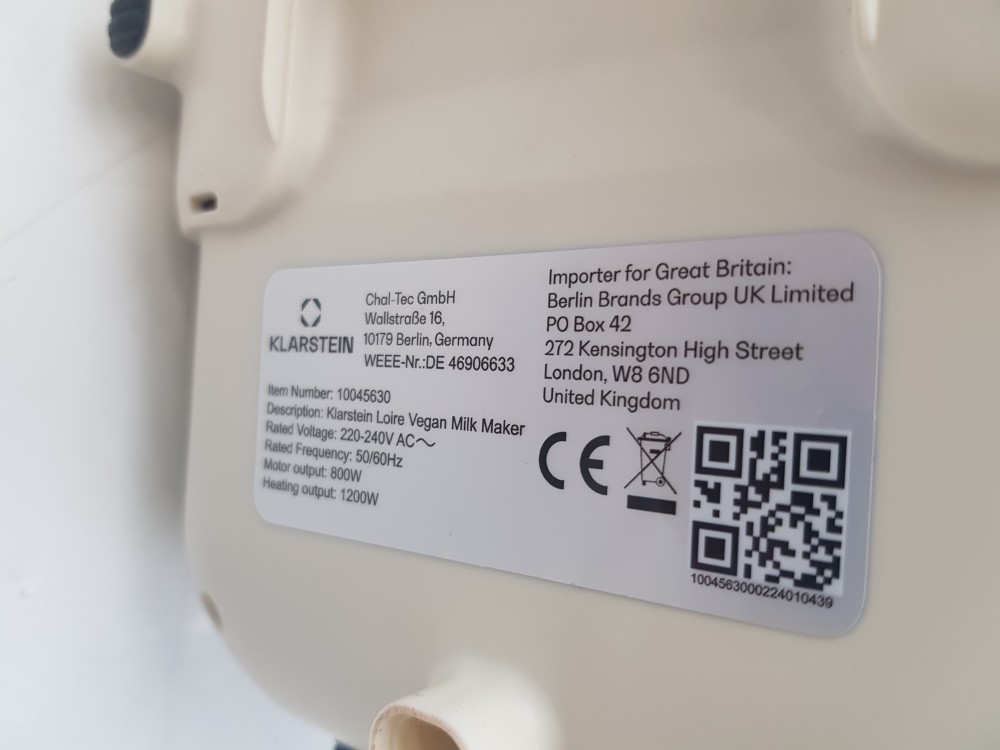 KLARSTEIN
Chal-Tec GmbH
Wallstraße 16,
10179 Berlin, Germany
WEEE-Nr.:DE 46906633
Item Number: 10045630
Description: Klarstein Loire Vegan Milk Maker
Rated Voltage: 220-240V AC～
Rated Frequency: 50/60Hz
Motor output: 800W
Heating output: 1200W
Importer for Great Britain:
Berlin Brands Group UK Limited
PO Box 42
272 Kensington High Street
London, W8 6ND
United Kingdom
CE
100456300022401​0439